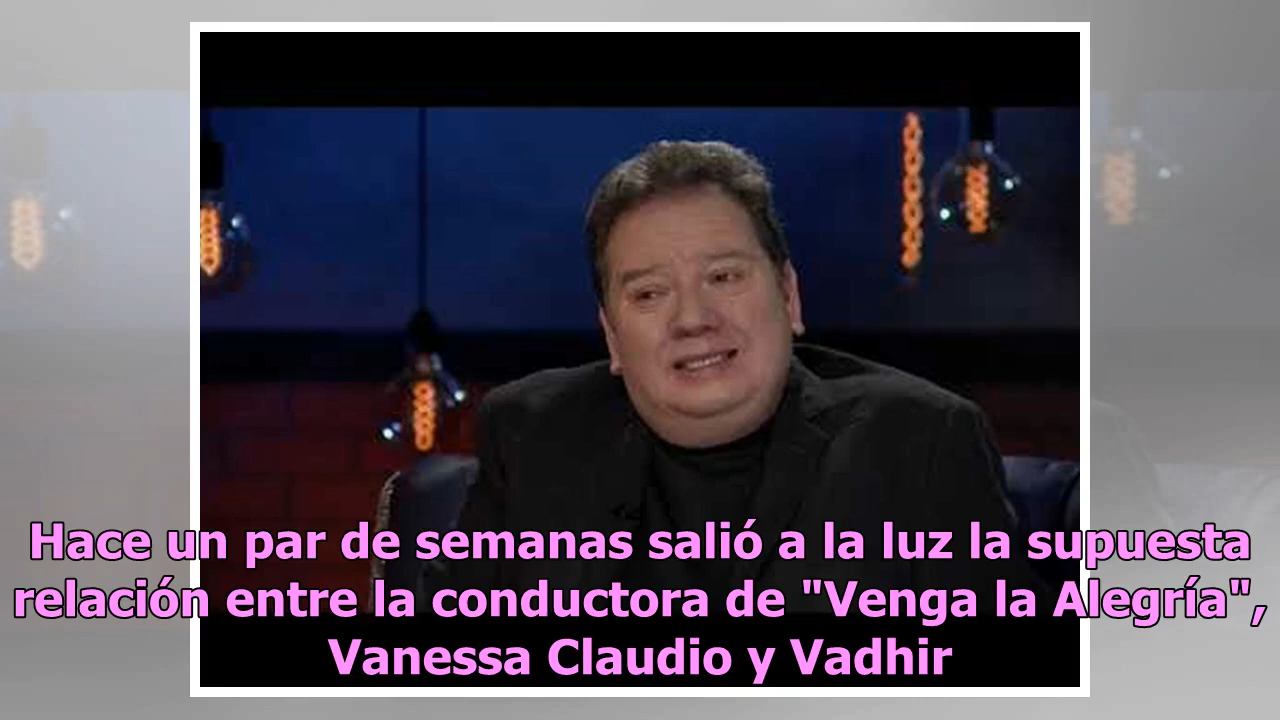 Hace un par de semanas salió a la luz la supuesta
relación entre la conductora de "Venga la Alegría",
Vanessa Claudio y Vadhir